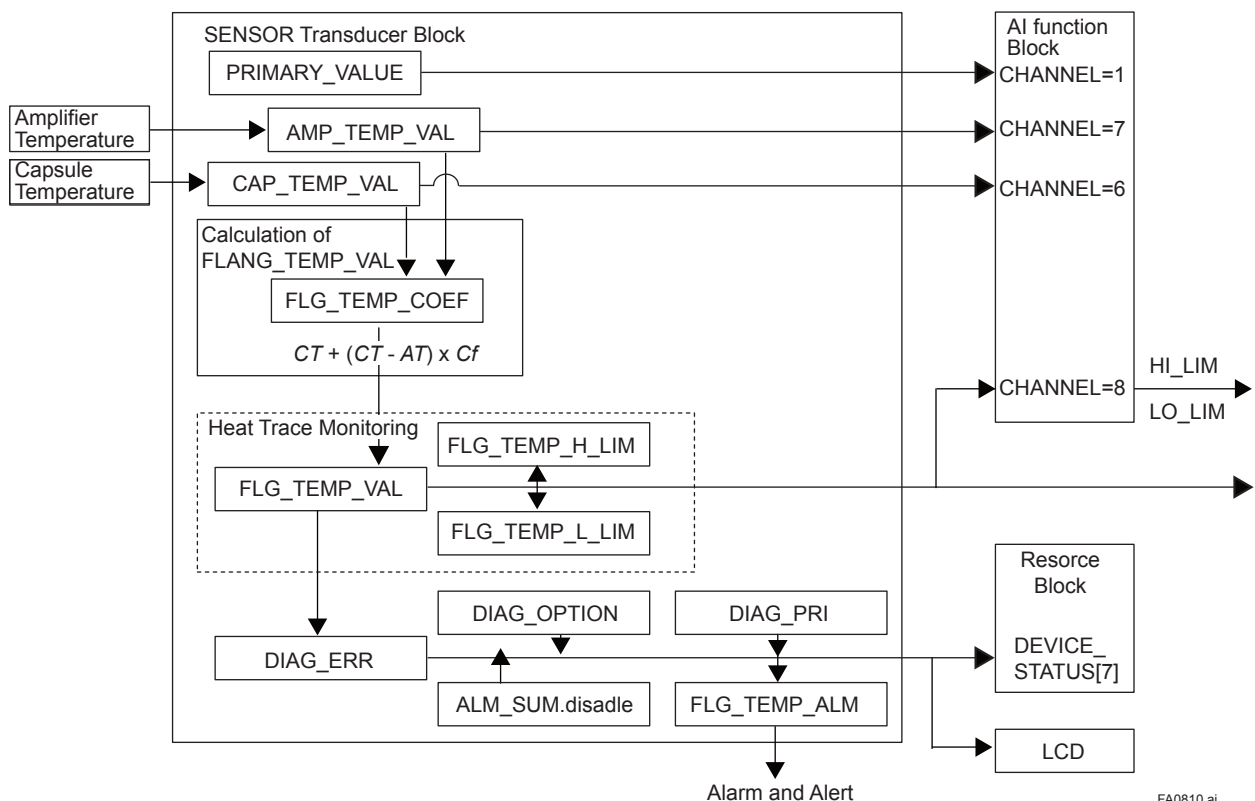 SENSOR Transducer Block
PRIMARY_VALUE
AI function
Block
CHANNEL=1
Amplifier
Temperature
AMP_TEMP_VAL
CHANNEL=7
Capsule
Temperature
CAP_TEMP_VAL
CHANNEL=6
Calculation of
FLANG_TEMP_VAL
FLG_TEMP_COEF
CT + (CT - AT) x Cf
CHANNEL=8
HI_LIM
LO_LIM
Heat Trace Monitoring
FLG_TEMP_H_LIM
FLG_TEMP_VAL
FLG_TEMP_L_LIM
Resorce
Block
DIAG_OPTION
DIAG_PRI
DIAG_ERR
DEVICE_
STATUS[7]
ALM_SUM.disadle
FLG_TEMP_ALM
LCD
Alarm and Alert
FA0810.ai